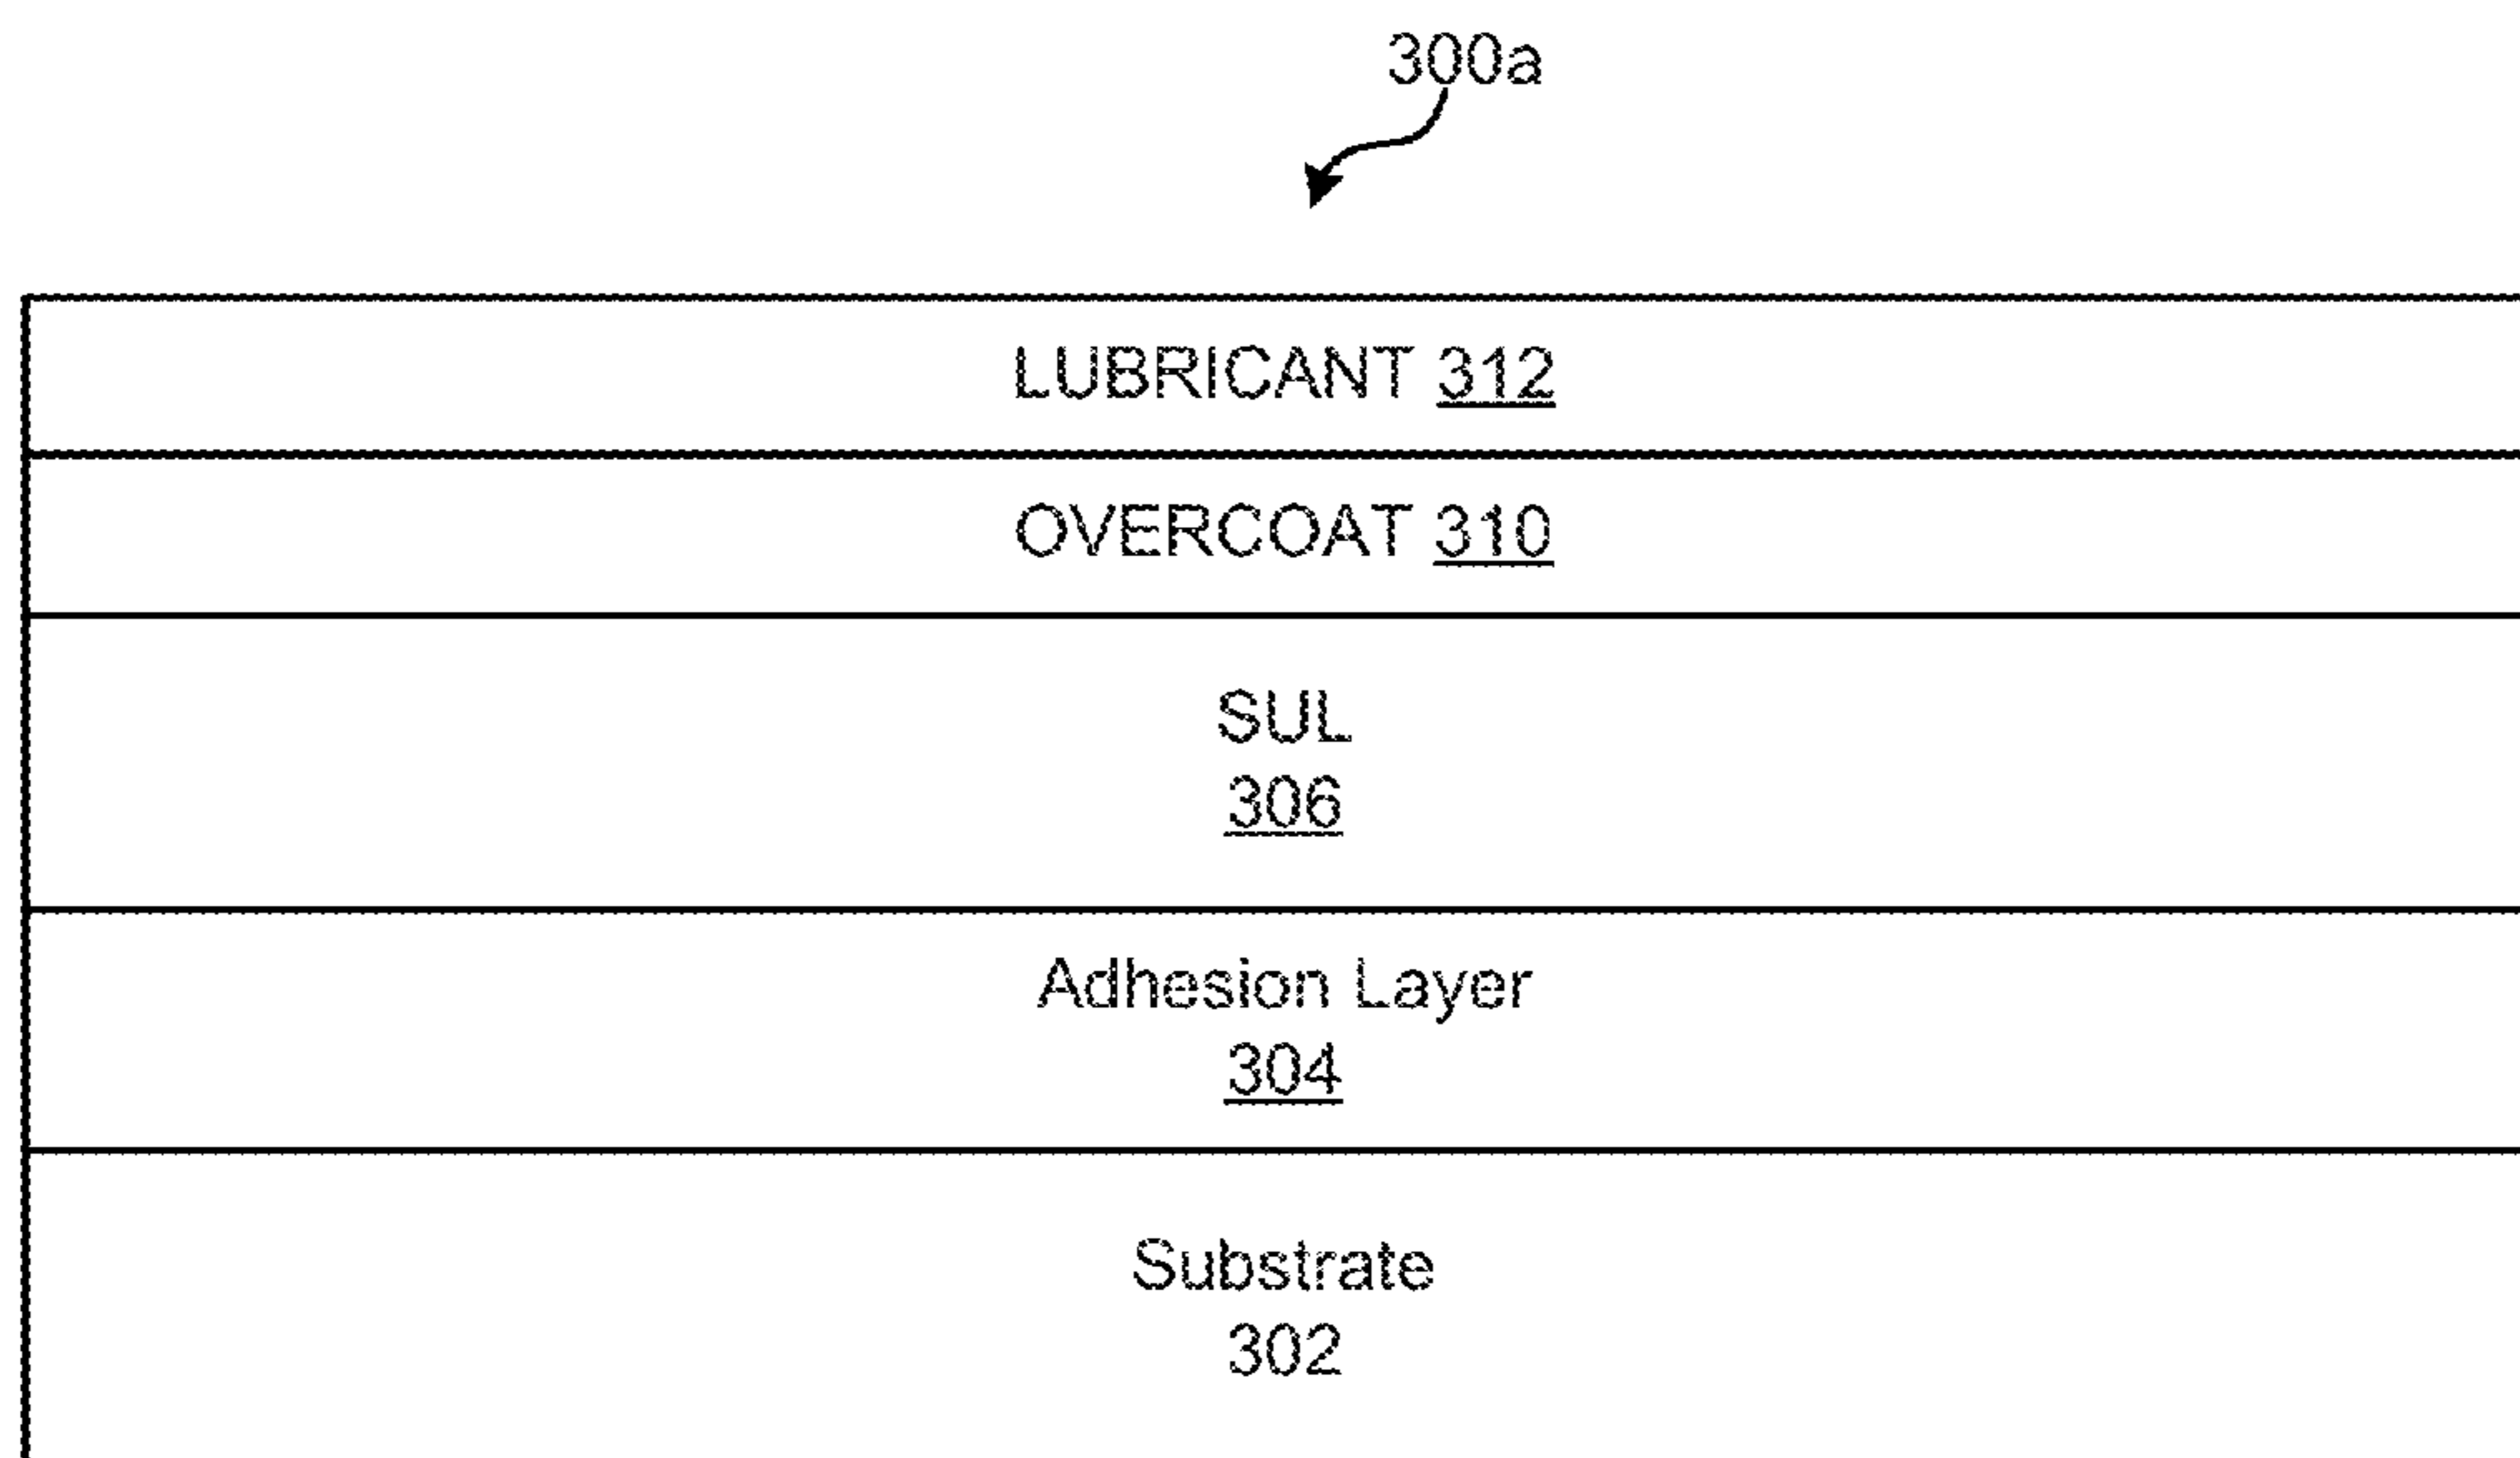 300a
LUBRICANT 312
OVERCOAT 310
SUL
306
Adhesion Layer
304
Substrate
302